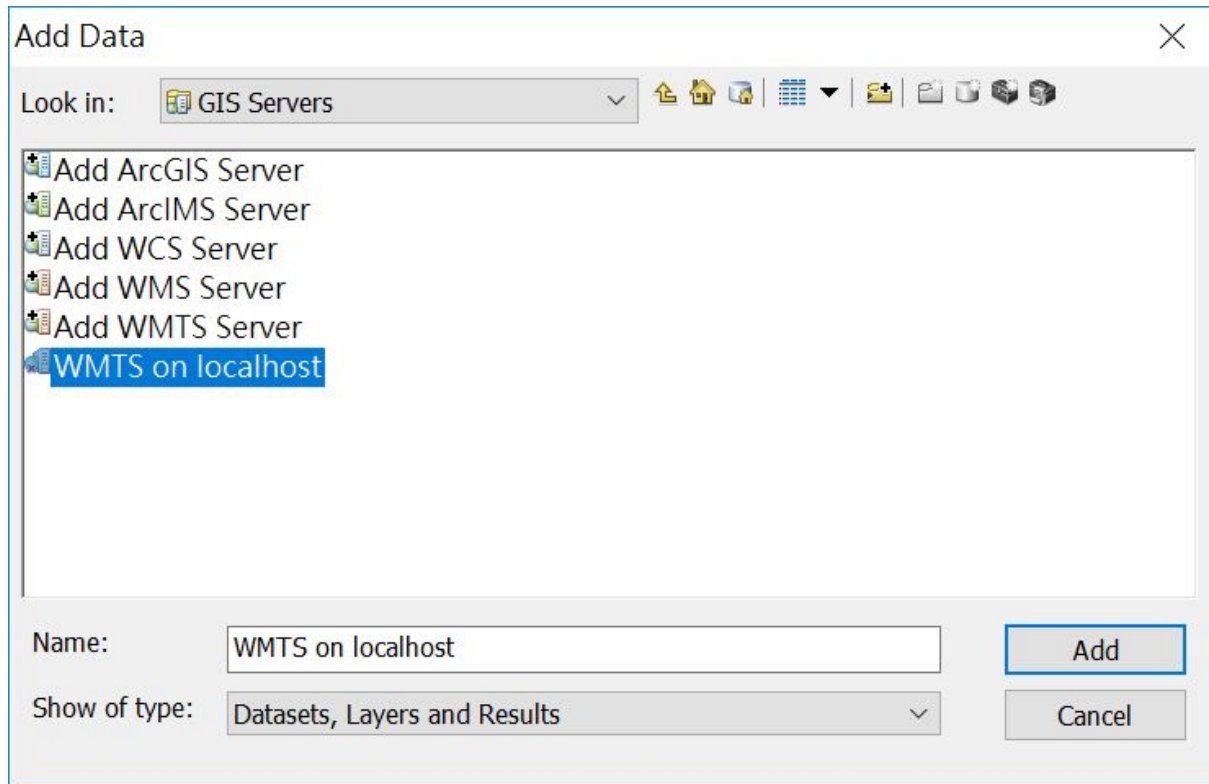 Add Data
Look in: GIS Servers
Add ArcGIS Server
Add ArcIMS Server
Add WCS Server
Add WMS Server
Add WMTS Server
WMTS on localhost
Name: WMTS on localhost Add
Show of type: Datasets, Layers and Results Cancel